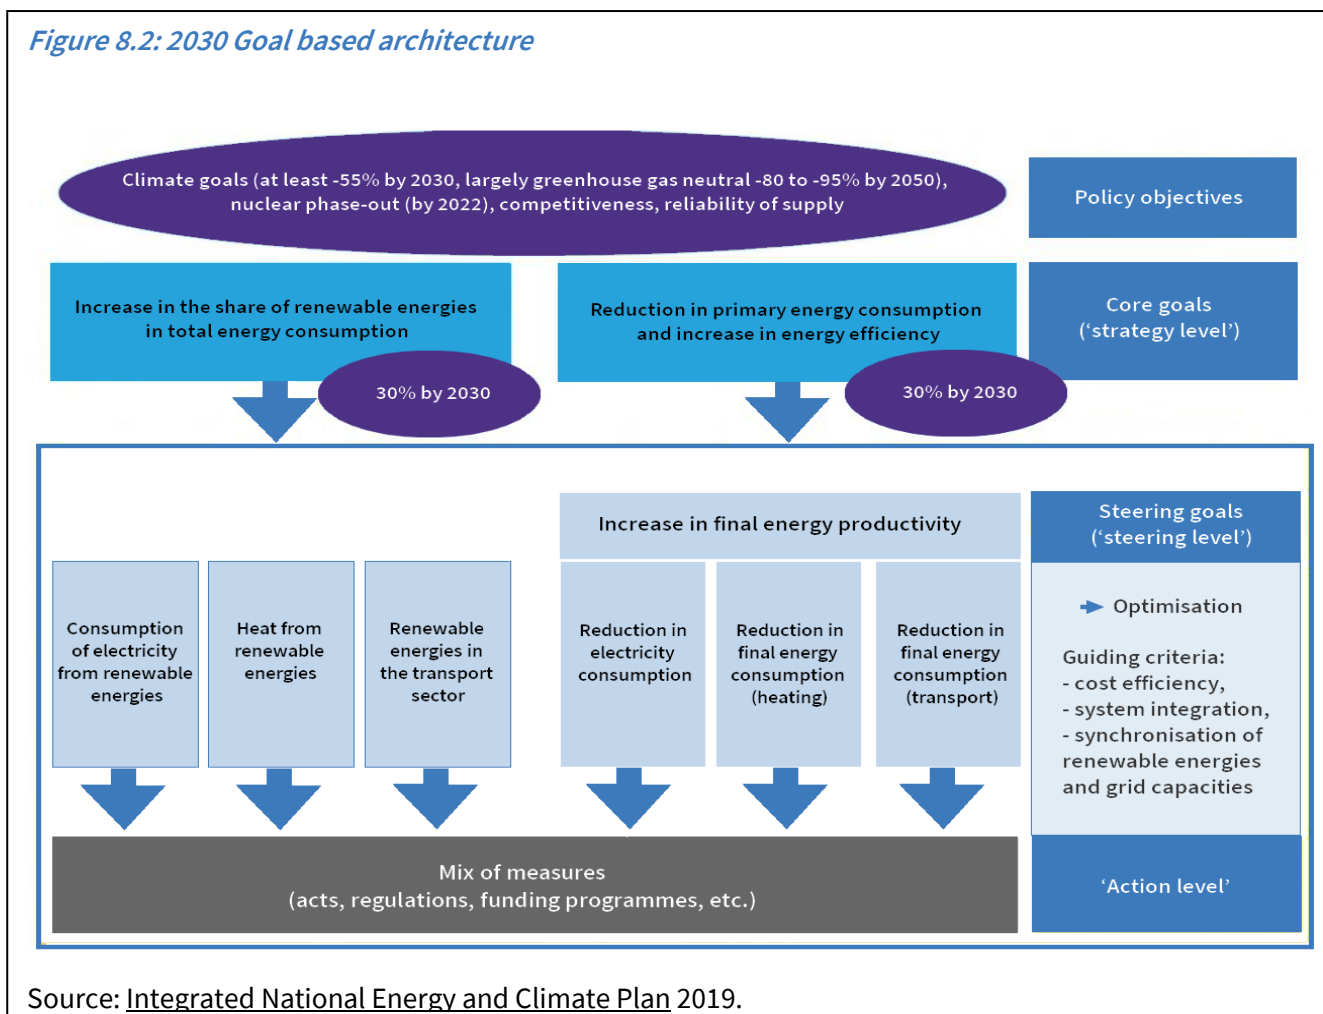 Figure 8.2: 2030 Goal based architecture
Climate goals (at least -55% by 2030, largely greenhouse gas neutral -80 to -95% by 2050),
nuclear phase-out (by 2022), competitiveness, reliability of supply
Policy objectives
Increase in the share of renewable energies
in total energy consumption
Reduction in primary energy consumption
and increase in energy efficiency
Core goals
(‘strategy level’)
30% by 2030
30% by 2030
Increase in final energy productivity
Steering goals
(‘steering level’)
Consumption
of electricity
from renewable
energies
Heat from
renewable
energies
Renewable
energies in
the transport
sector
Reduction in
electricity
consumption
Reduction in
final energy
consumption
(heating)
Reduction in
final energy
consumption
(transport)
Optimisation
Guiding criteria:
- cost efficiency,
- system integration,
- synchronisation of
renewable energies
and grid capacities
Mix of measures
(acts, regulations, funding programmes, etc.)
‘Action level’
Source: Integrated National Energy and Climate Plan 2019.